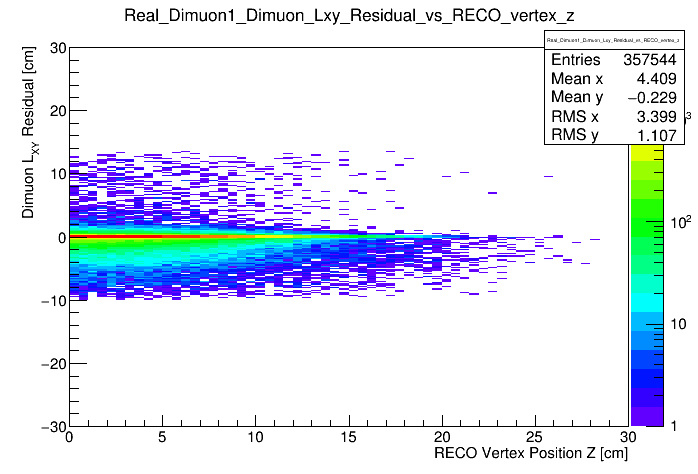 Real_Dimuon1_Dimuon_Lxy_Residual_vs_RECO_vertex_z
Real_Dimuon1_Dimuon_Lxy_Residual_vs_RECO_vertex_z
Entries 357544
Mean x 4.409
Mean y −0.229
RMS x 3.399
RMS y 1.107
Dimuon L_XY Residual [cm]
30
20
10
0
−10
−20
−30
0 5 10 15 20 25 30
RECO Vertex Position Z [cm]
3
10²
10
1